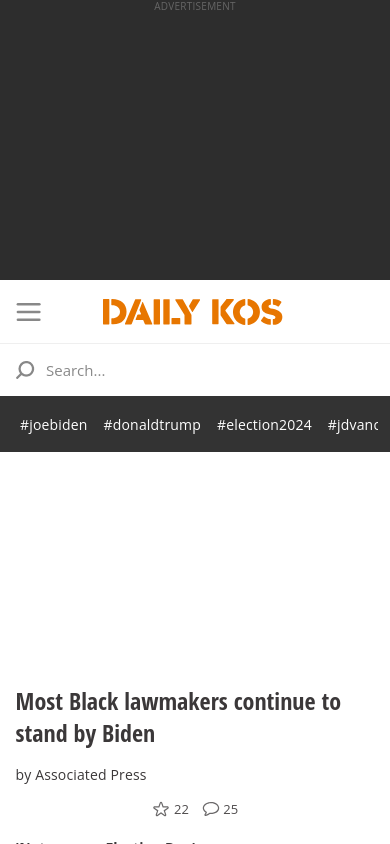 ADVERTISEMENT
DAILY KOS
Search...
#joebiden #donaldtrump #election2024 #jdvanc
Most Black lawmakers continue to
stand by Biden
by Associated Press
22 25